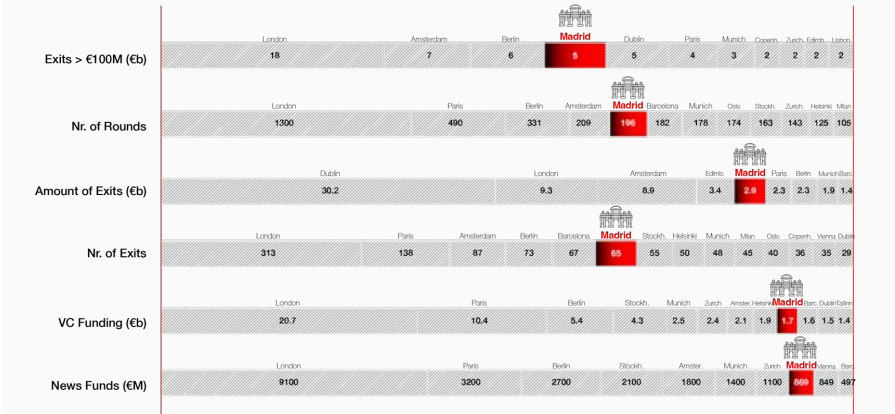 London Amsterdam Berlin Madrid Dublin Paris Munich Copenh. Zurich. Edimb. Lisbon
Exits > €100M (€b) 18 7 6 5 5 4 3 2 2 2 2
London Paris Berlin Amsterdam Madrid Barcelona Munich Oslo Stockh. Zurich. Helsinki Milan
Nr. of Rounds 1300 490 331 209 196 182 178 174 163 143 125 105
Dublin London Amsterdam Edimb. Madrid Paris Berlin Munich Barc.
Amount of Exits (€b) 30.2 9.3 8.9 3.4 2.9 2.3 2.3 1.9 1.4
London Paris Amsterdam Berlin Barcelona Madrid Stockh. Helsinki Munich Milan Oslo Copenh. Vienna Dublin
Nr. of Exits 313 138 87 73 67 65 55 50 48 45 40 36 35 29
London Paris Berlin Stockh. Munich Zurich Amster. Helsinki Madrid Barc. Dublin Tallinn
VC Funding (€b) 20.7 10.4 5.4 4.3 2.5 2.4 2.1 1.9 1.7 1.6 1.5 1.4
London Paris Berlin Stockh. Amster. Munich Zurich Madrid Vienna Barc.
News Funds (€M) 9100 3200 2700 2100 1800 1400 1100 869 849 497